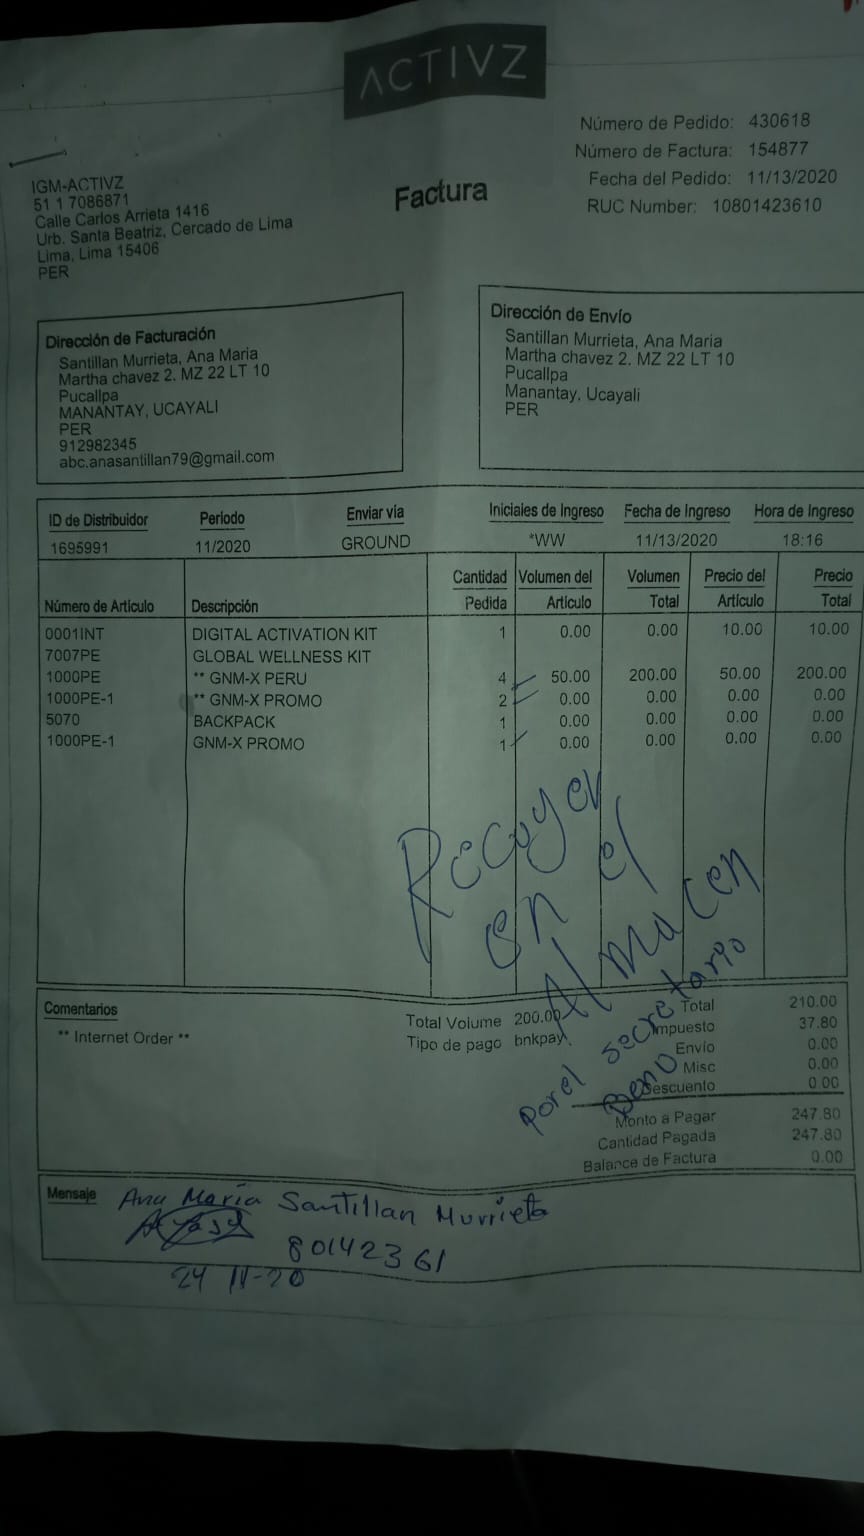 ACTIVZ
Número de Pedido: 430618
Número de Factura: 154877
Fecha del Pedido: 11/13/2020
RUC Number: 10801423610
Factura
IGM-ACTIVZ
51 1 7086871
Calle Carlos Arrieta 1416
Urb. Santa Beatriz, Cercado de Lima
Lima, Lima 15406
PER
Dirección de Facturación
Santillan Murrieta, Ana Maria
Martha chavez 2. MZ 22 LT 10
Pucallpa
MANANTAY, UCAYALI
PER
912982345
abc.anasantillan79@gmail.com
Dirección de Envío
Santillan Murrieta, Ana Maria
Martha chavez 2. MZ 22 LT 10
Pucallpa
Manantay, Ucayali
PER
ID de Distribuidor Periodo Enviar vía Iniciales de Ingreso Fecha de Ingreso Hora de Ingreso
1695991 11/2020 GROUND *WW 11/13/2020 18:16
Cantidad Volumen del Volumen Precio del Precio
Número de Artículo Descripción Pedida Artículo Total Artículo Total
0001INT DIGITAL ACTIVATION KIT 1 0.00 0.00 10.00 10.00
7007PE GLOBAL WELLNESS KIT
1000PE ** GNM-X PERU 4 50.00 200.00 50.00 200.00
1000PE-1 ** GNM-X PROMO 2 0.00 0.00 0.00 0.00
5070 BACKPACK 1 0.00 0.00 0.00 0.00
1000PE-1 GNM-X PROMO 1 0.00 0.00 0.00 0.00
Recoger
en el
Almacen
por el secretario
Comentarios
** Internet Order **
Total Volume 200.00
Tipo de pago bnkpay
Total 210.00
Impuesto 37.80
Envío 0.00
Misc 0.00
Descuento 0.00
Monto a Pagar 247.80
Cantidad Pagada 247.80
Balance de Factura 0.00
Mensaje
Ana María Santillan Murrieta
80142361
24 11-20